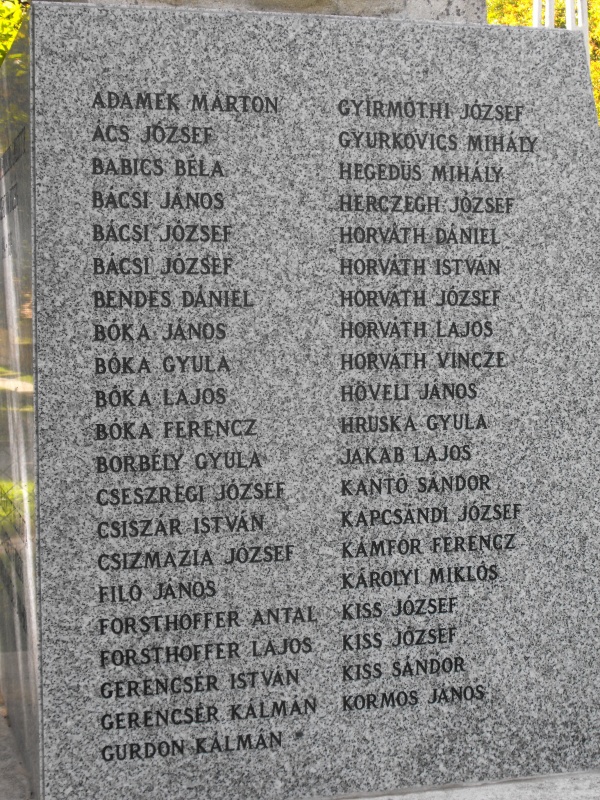 ADAMEK MÁRTON
ÁCS JÓZSEF
BABICS BÉLA
BÁCSI JÁNOS
BÁCSI JÓZSEF
BÁCSI JÓZSEF
BENDES DÁNIEL
BÓKA JÁNOS
BÓKA GYULA
BÓKA LAJOS
BÓKA FERENCZ
BORBÉLY GYULA
CSESZREGI JÓZSEF
CSISZÁR ISTVÁN
CSIZMAZIA JÓZSEF
FILÓ JÁNOS
FORSTHOFFER ANTAL
FORSTHOFFER LAJOS
GERENCSÉR ISTVÁN
GERENCSÉR KÁLMÁN
GURDON KÁLMÁN
GYIRMÓTHI JÓZSEF
GYURKOVICS MIHÁLY
HEGEDÜS MIHÁLY
HERCZEGH JÓZSEF
HORVÁTH DÁNIEL
HORVÁTH ISTVÁN
HORVÁTH JÓZSEF
HORVÁTH LAJOS
HORVÁTH VINCZE
HÖVELI JÁNOS
HRUSKA GYULA
JAKAB LAJOS
KANTÓ SÁNDOR
KAPCSÁNDI JÓZSEF
KÁMFOR FERENCZ
KÁROLYI MIKLÓS
KISS JÓZSEF
KISS JÓZSEF
KISS SÁNDOR
KORMOS JÁNOS